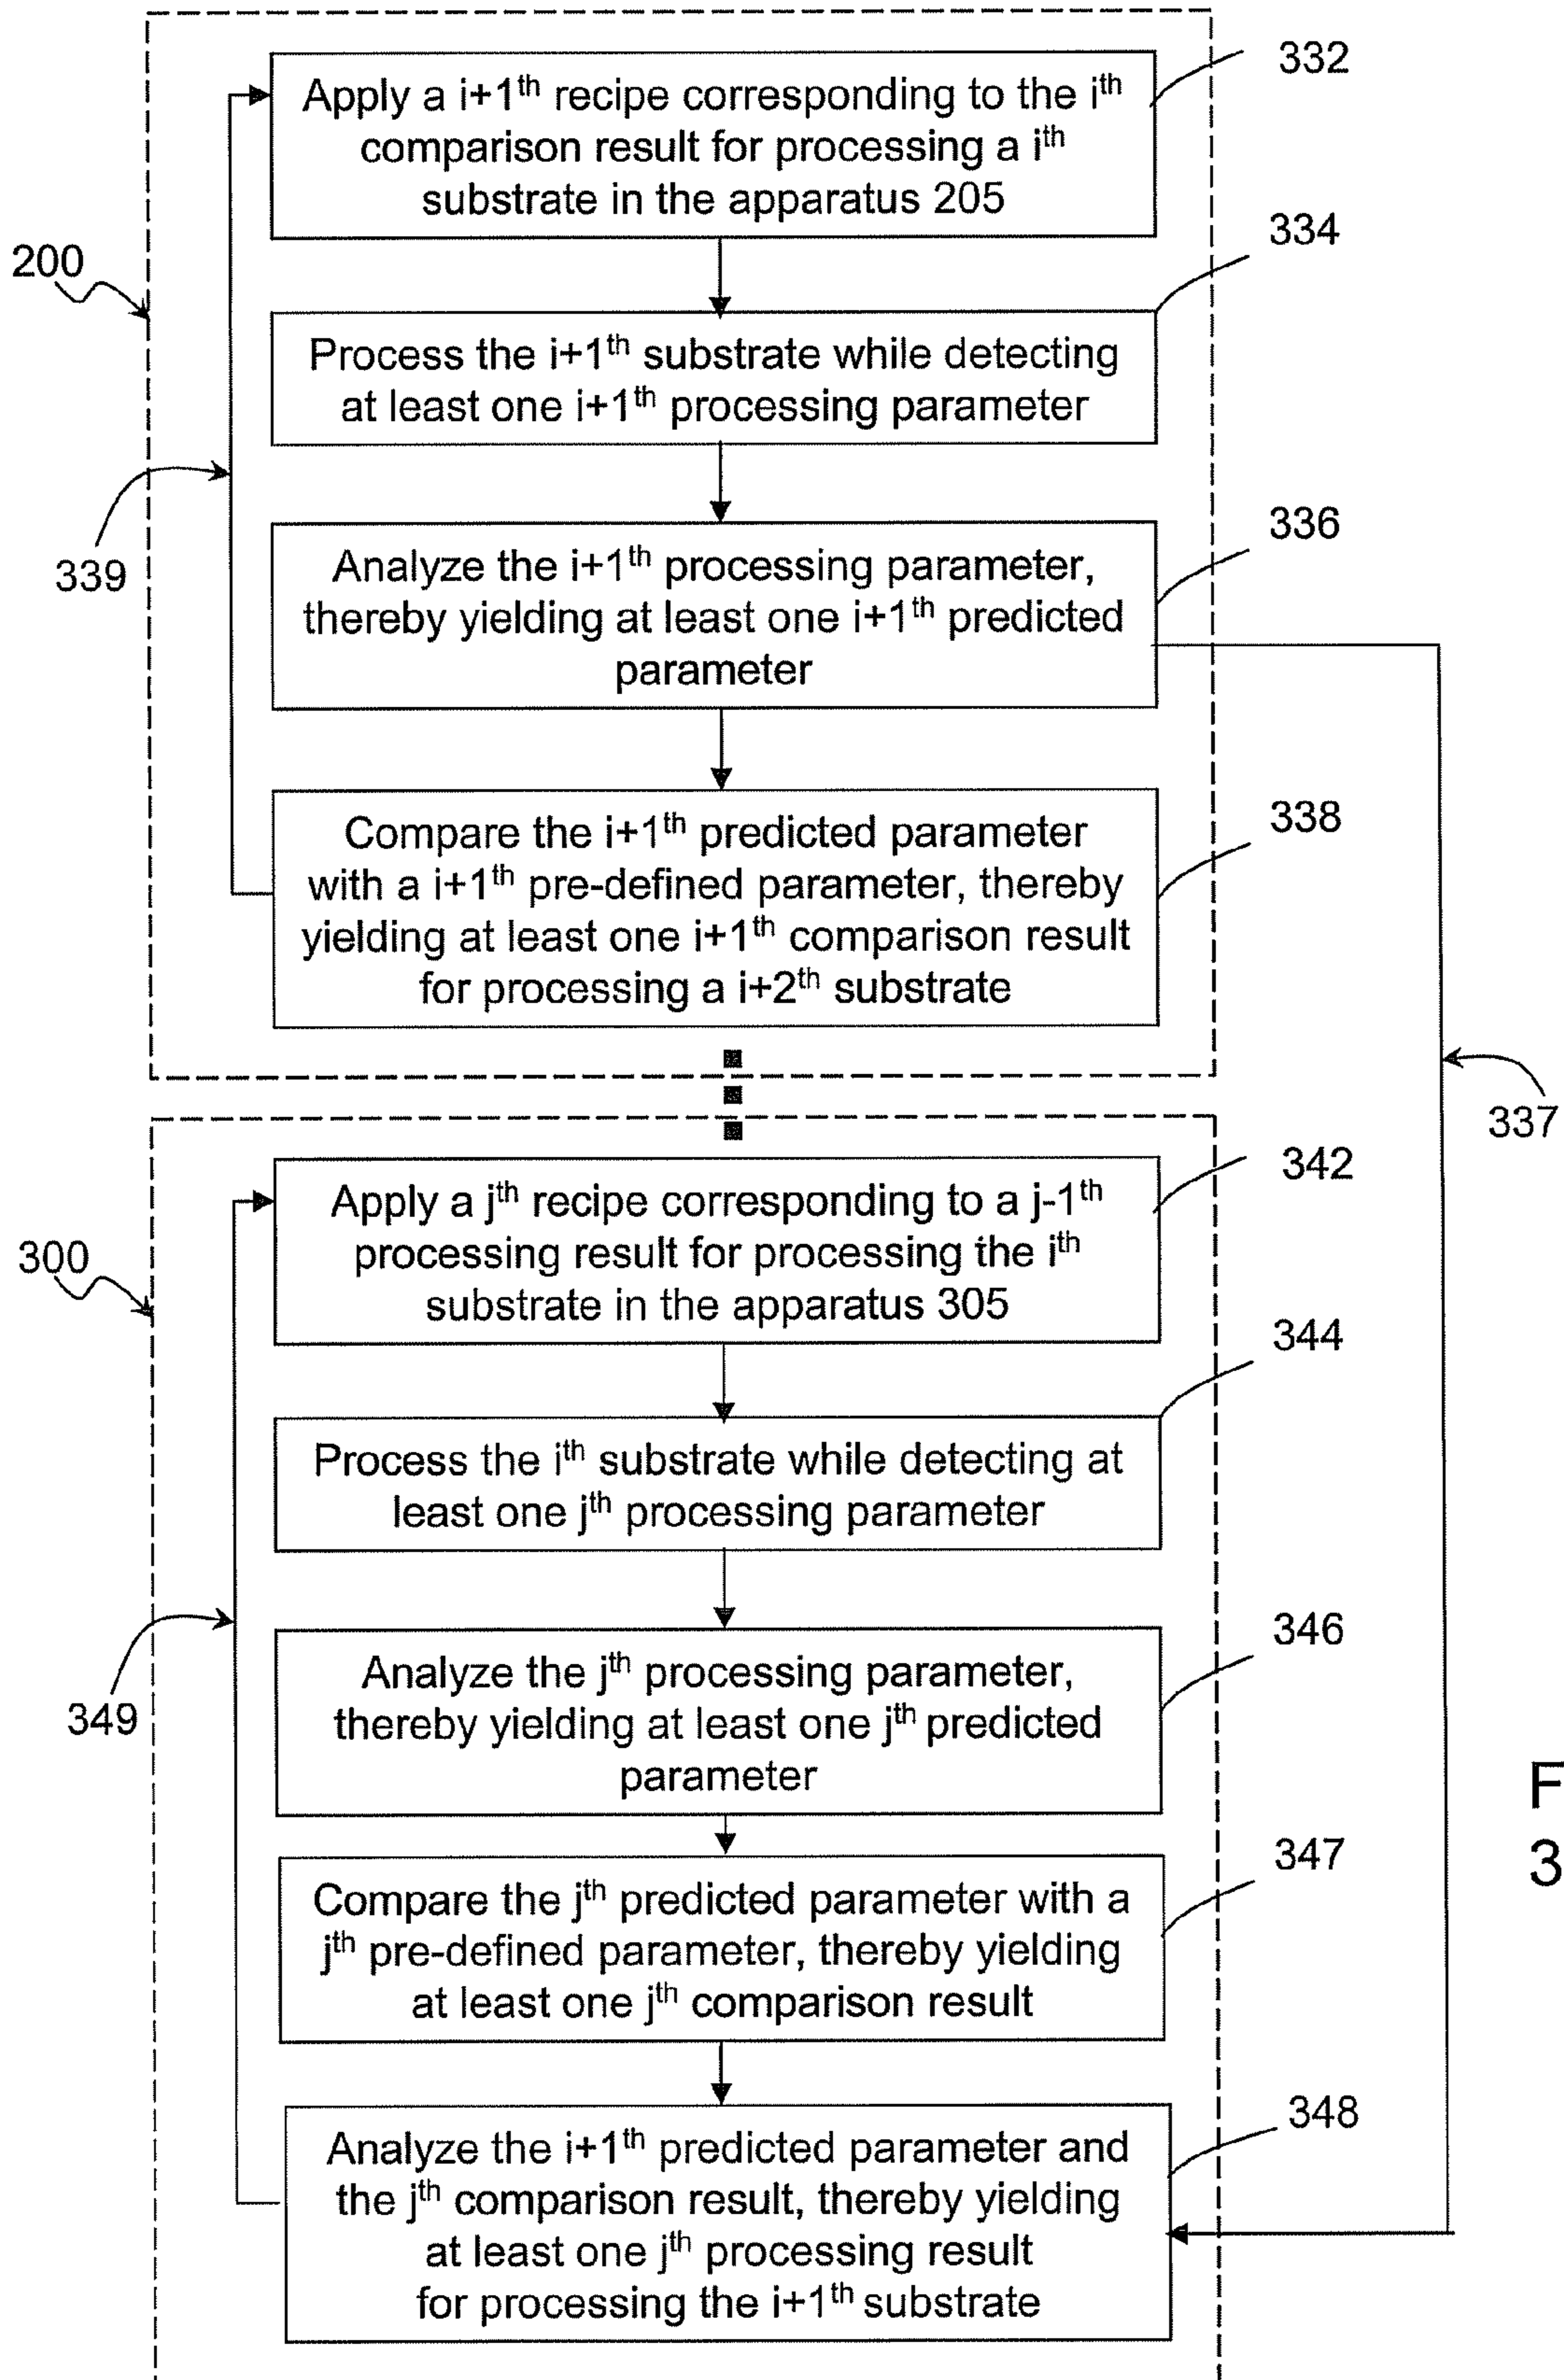 332
Apply a i+1th recipe corresponding to the ith
comparison result for processing a ith
substrate in the apparatus 205
334
200
Process the i+1th substrate while detecting
at least one i+1th processing parameter
336
339
Analyze the i+1th processing parameter,
thereby yielding at least one i+1th predicted
parameter
338
Compare the i+1th predicted parameter
with a i+1th pre-defined parameter, thereby
yielding at least one i+1th comparison result
for processing a i+2th substrate
337
342
Apply a jth recipe corresponding to a j-1th
processing result for processing the ith
substrate in the apparatus 305
300
344
Process the ith substrate while detecting at
least one jth processing parameter
346
349
Analyze the jth processing parameter,
thereby yielding at least one jth predicted
parameter
F
3
347
Compare the jth predicted parameter with a
jth pre-defined parameter, thereby yielding
at least one jth comparison result
348
Analyze the i+1th predicted parameter and
the jth comparison result, thereby yielding
at least one jth processing result
for processing the i+1th substrate